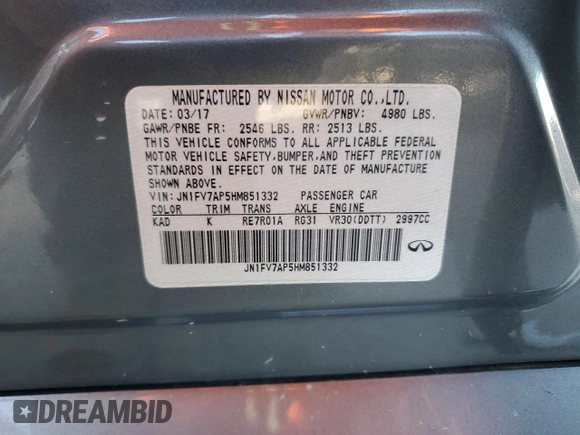 MANUFACTURED BY NISSAN MOTOR CO.,LTD.
DATE: 03/17 GVWR/PNBV: 4980 LBS.
GAWR/PNBE FR: 2546 LBS. RR: 2513 LBS.
THIS VEHICLE CONFORMS TO ALL APPLICABLE FEDERAL
MOTOR VEHICLE SAFETY,BUMPER,AND THEFT PREVENTION
STANDARDS IN EFFECT ON THE DATE OF MANUFACTURE
SHOWN ABOVE.
VIN: JN1FV7AP5HM851332 PASSENGER CAR
COLOR TRIM TRANS AXLE ENGINE
KAD K RE7R01A RG31 VR30(DDTT) 2997CC
JN1FV7AP5HM851332
DREAMBID